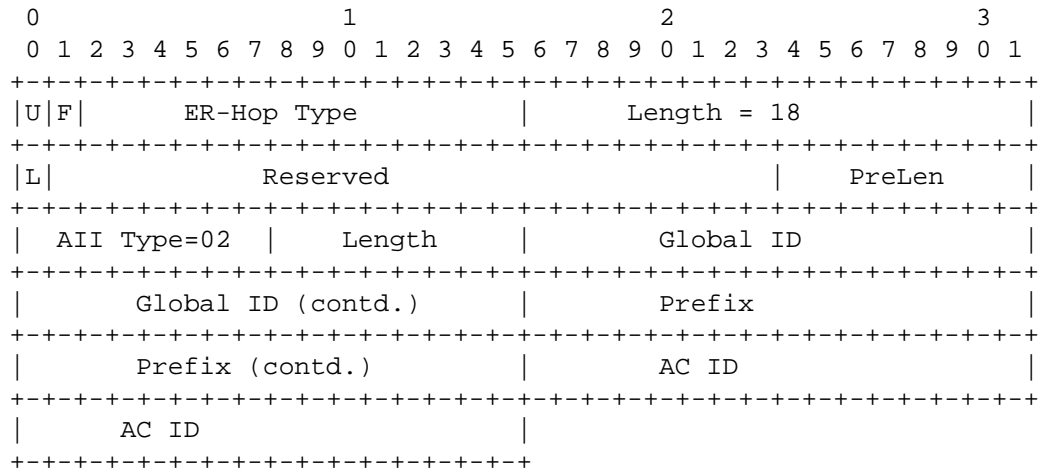 0                   1                   2                   3
 0 1 2 3 4 5 6 7 8 9 0 1 2 3 4 5 6 7 8 9 0 1 2 3 4 5 6 7 8 9 0 1
+-+-+-+-+-+-+-+-+-+-+-+-+-+-+-+-+-+-+-+-+-+-+-+-+-+-+-+-+-+-+-+-+
|U|F|       ER-Hop Type         |      Length = 18              |
+-+-+-+-+-+-+-+-+-+-+-+-+-+-+-+-+-+-+-+-+-+-+-+-+-+-+-+-+-+-+-+-+
|L|             Reserved                        |    PreLen     |
+-+-+-+-+-+-+-+-+-+-+-+-+-+-+-+-+-+-+-+-+-+-+-+-+-+-+-+-+-+-+-+-+
|  AII Type=02  |    Length     |        Global ID              |
+-+-+-+-+-+-+-+-+-+-+-+-+-+-+-+-+-+-+-+-+-+-+-+-+-+-+-+-+-+-+-+-+
|       Global ID (contd.)      |        Prefix                 |
+-+-+-+-+-+-+-+-+-+-+-+-+-+-+-+-+-+-+-+-+-+-+-+-+-+-+-+-+-+-+-+-+
|       Prefix (contd.)         |        AC ID                  |
+-+-+-+-+-+-+-+-+-+-+-+-+-+-+-+-+-+-+-+-+-+-+-+-+-+-+-+-+-+-+-+-+
|      AC ID                    |
+-+-+-+-+-+-+-+-+-+-+-+-+-+-+-+-+